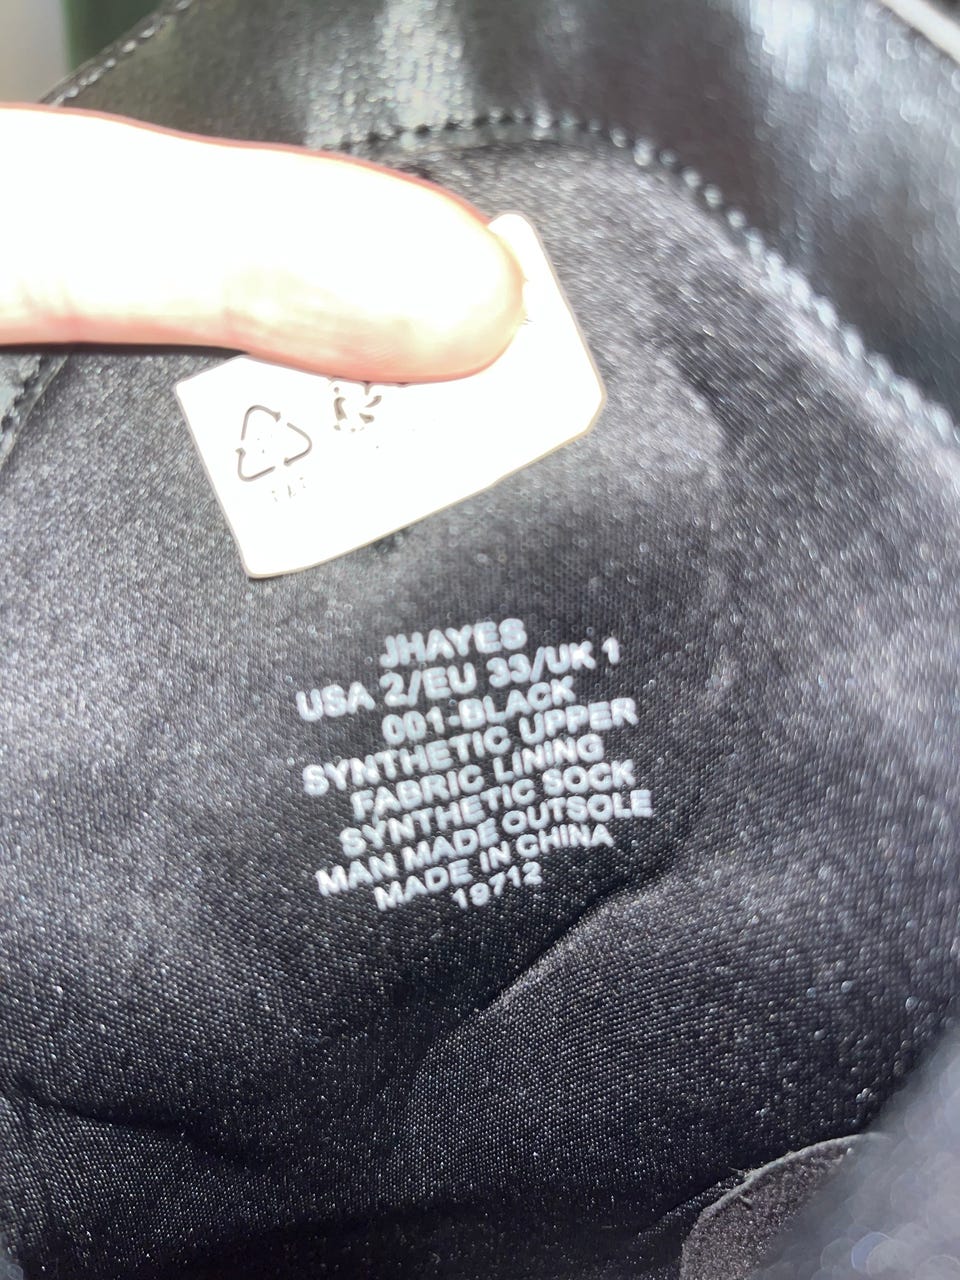 JHAYES
USA 2/EU 33/UK 1
001-BLACK
SYNTHETIC UPPER
FABRIC LINING
SYNTHETIC SOCK
MAN MADE OUTSOLE
MADE IN CHINA
19712